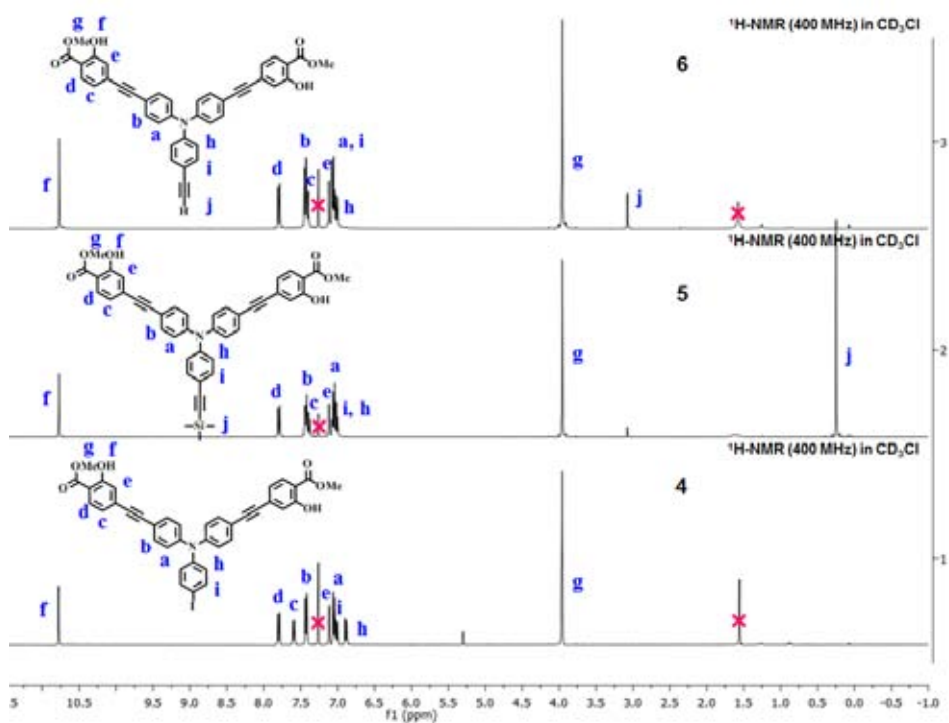 ¹H-NMR (400 MHz) in CD₃Cl
6
g f
OMeOH
O
e
d
c
b
a
N
h
i
j
H
O
OMe
OH
f
d
b
c
e
a, i
h
g
j
3
¹H-NMR (400 MHz) in CD₃Cl
5
g f
OMeOH
O
e
d
c
b
a
N
h
i
Si
j
O
OMe
OH
f
d
b
c
e
a
i, h
g
j
2
¹H-NMR (400 MHz) in CD₃Cl
4
g f
OMeOH
O
e
d
c
b
a
N
h
i
I
O
OMe
OH
f
d
c
b
e
a
i
h
g
1
1.5 10.5 9.5 9.0 8.5 8.0 7.5 7.0 6.5 6.0 5.5 5.0 4.5 4.0 3.5 3.0 2.5 2.0 1.5 1.0 0.5 0.0 -0.5 -1.0
f1 (ppm)